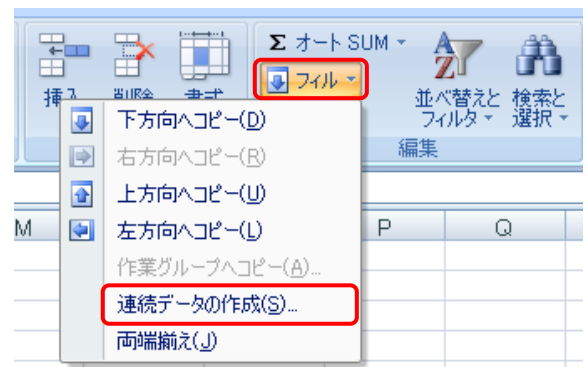 Σ オート SUM
フィル
挿入 削除 書式
並べ替えと 検索と
フィルタ 選択
編集
下方向へコピー(D)
右方向へコピー(R)
上方向へコピー(U)
左方向へコピー(L)
作業グループへコピー(A)...
連続データの作成(S)...
両端揃え(J)
M P Q